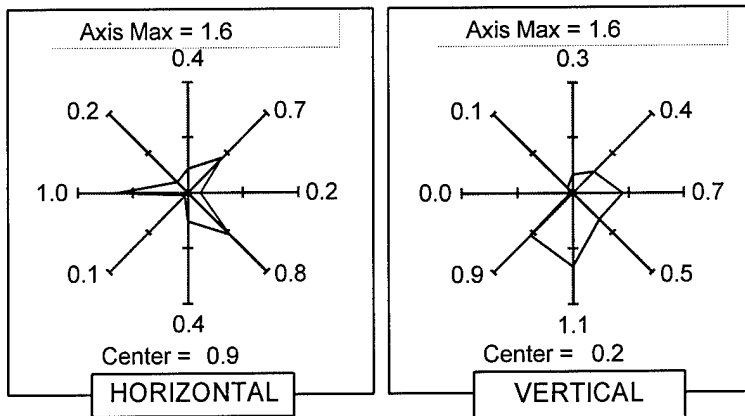 Axis Max = 1.6
0.4
0.2
0.7
1.0
0.2
0.1
0.8
0.4
Center = 0.9
HORIZONTAL
Axis Max = 1.6
0.3
0.1
0.4
0.0
0.7
0.9
0.5
1.1
Center = 0.2
VERTICAL